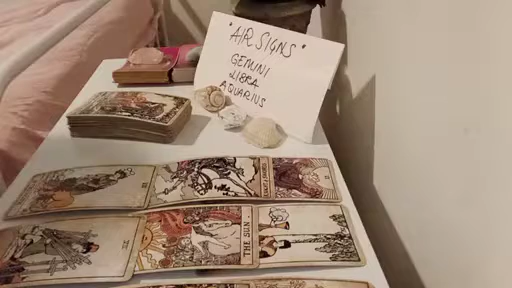 "AIR SIGNS"
GEMINI
LIBRA
AQUARIUS
THE SUN.